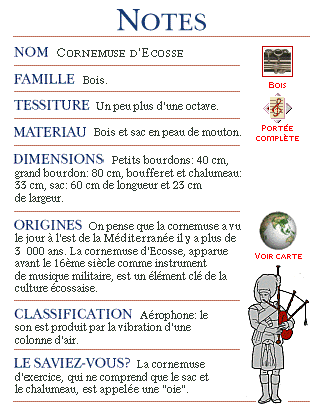 NOTES
NOM CORNEMUSE D'ECOSSE
FAMILLE Bois.
BOIS
TESSITURE Un peu plus d'une octave.
PORTÉE
COMPLÈTE
MATERIAU Bois et sac en peau de mouton.
DIMENSIONS Petits bourdons: 40 cm,
grand bourdon: 80 cm, boufferet et chalumeau:
33 cm, sac: 60 cm de longueur et 23 cm
de largeur.
ORIGINES On pense que la cornemuse a vu
le jour à l'est de la Méditerranée il y a plus de
3 000 ans. La cornemuse d'Ecosse, apparue
avant le 16ème siècle comme instrument
de musique militaire, est un élément clé de la
culture écossaise.
VOIR CARTE
CLASSIFICATION Aérophone: le
son est produit par la vibration d'une
colonne d'air.
LE SAVIEZ-VOUS? La cornemuse
d'exercice, qui ne comprend que le sac et
le chalumeau, est appelée une "oie".